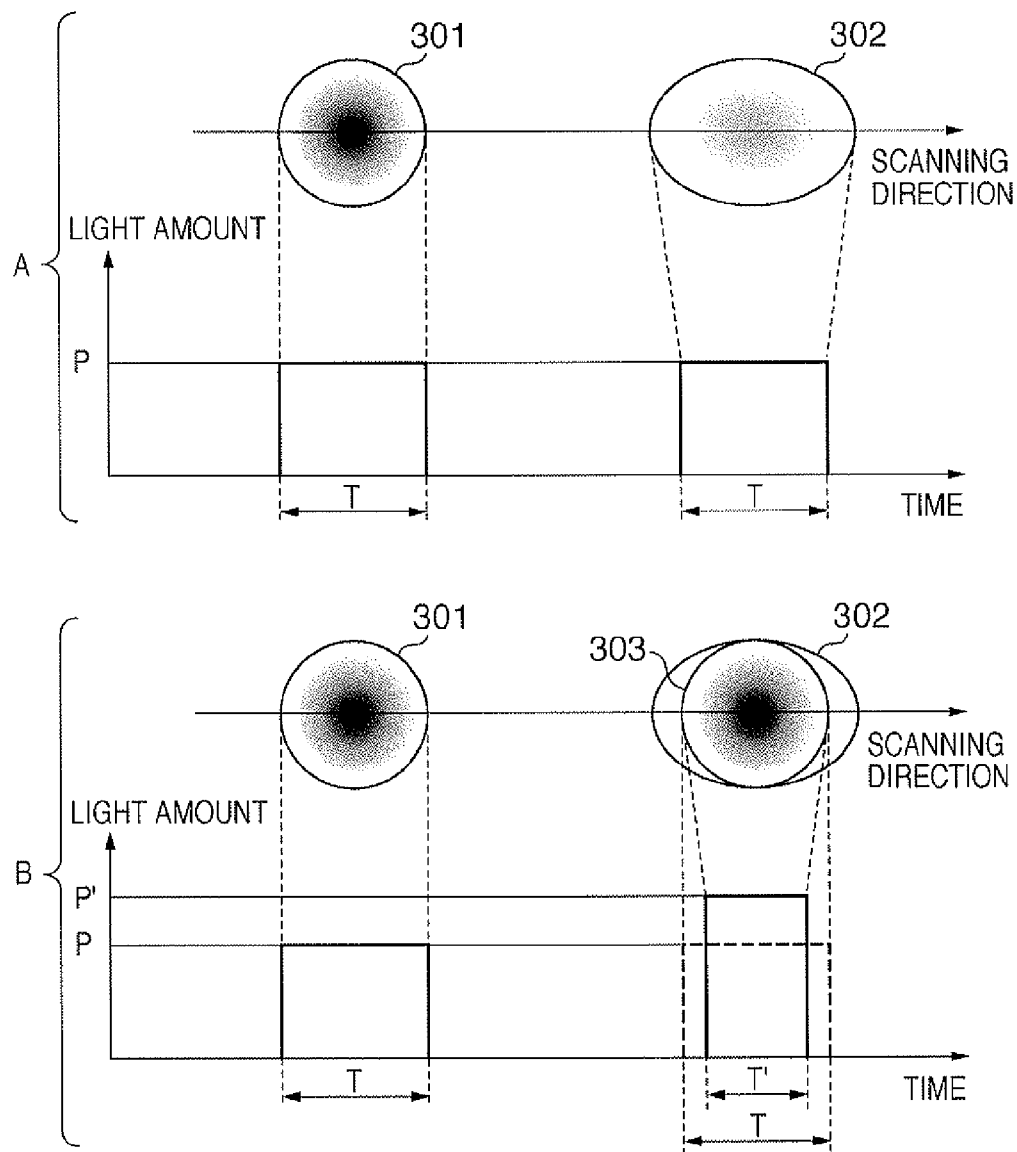 301
302
SCANNING
DIRECTION
LIGHT AMOUNT
A
P
T
T
TIME
301
303
302
SCANNING
DIRECTION
LIGHT AMOUNT
B
P'
P
T
T'
TIME
T